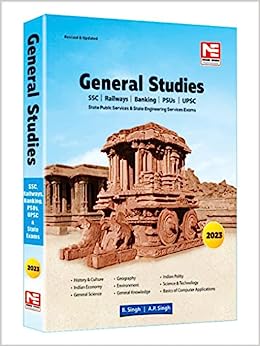 Revised & Updated
General Studies
SSC | Railways | Banking | PSUs | UPSC
State Public Services & State Engineering Services Exams
2023
• History & Culture
• Indian Economy
• General Science
• Geography
• Environment
• General Knowledge
• Indian Polity
• Science & Technology
• Basics of Computer Applications
B. Singh | A.P. Singh
General Studies
SSC,
Railways,
Banking,
PSUs,
UPSC
& State
Exams
2023